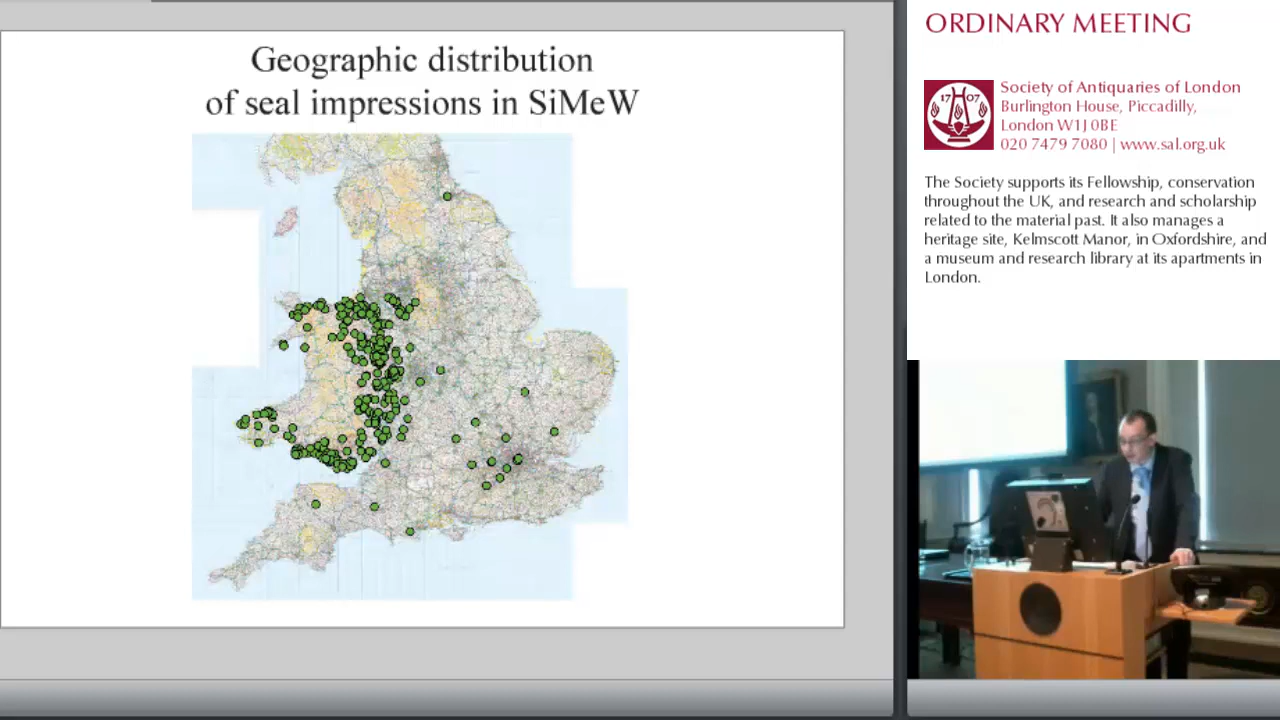 Geographic distribution
of seal impressions in SiMeW
ORDINARY MEETING
1707
Society of Antiquaries of London
Burlington House, Piccadilly,
London W1J 0BE
020 7479 7080 | www.sal.org.uk
The Society supports its Fellowship, conservation
throughout the UK, and research and scholarship
related to the material past. It also manages a
heritage site, Kelmscott Manor, in Oxfordshire, and
a museum and research library at its apartments in
London.